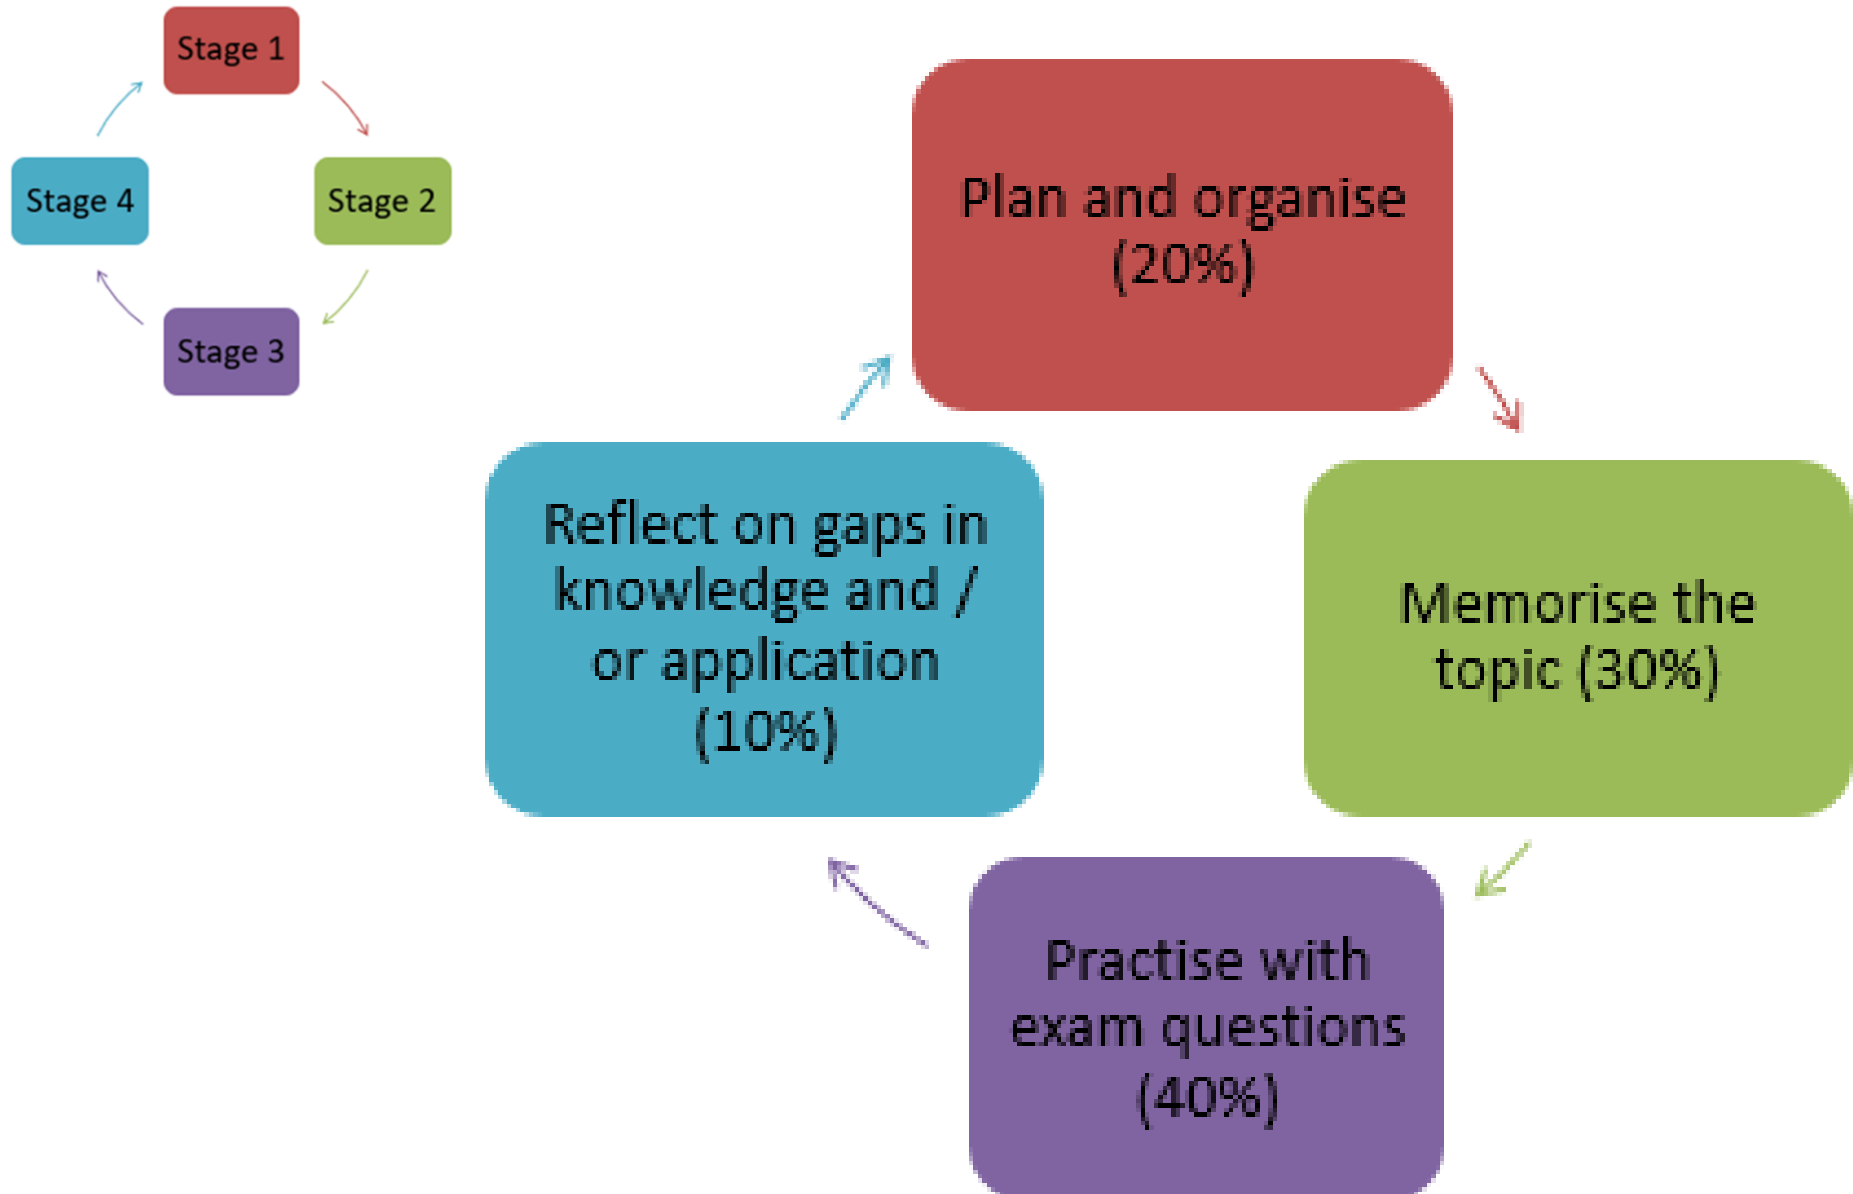 Stage 1
Stage 2
Stage 3
Stage 4
Plan and organise
(20%)
Memorise the
topic (30%)
Practise with
exam questions
(40%)
Reflect on gaps in
knowledge and /
or application
(10%)